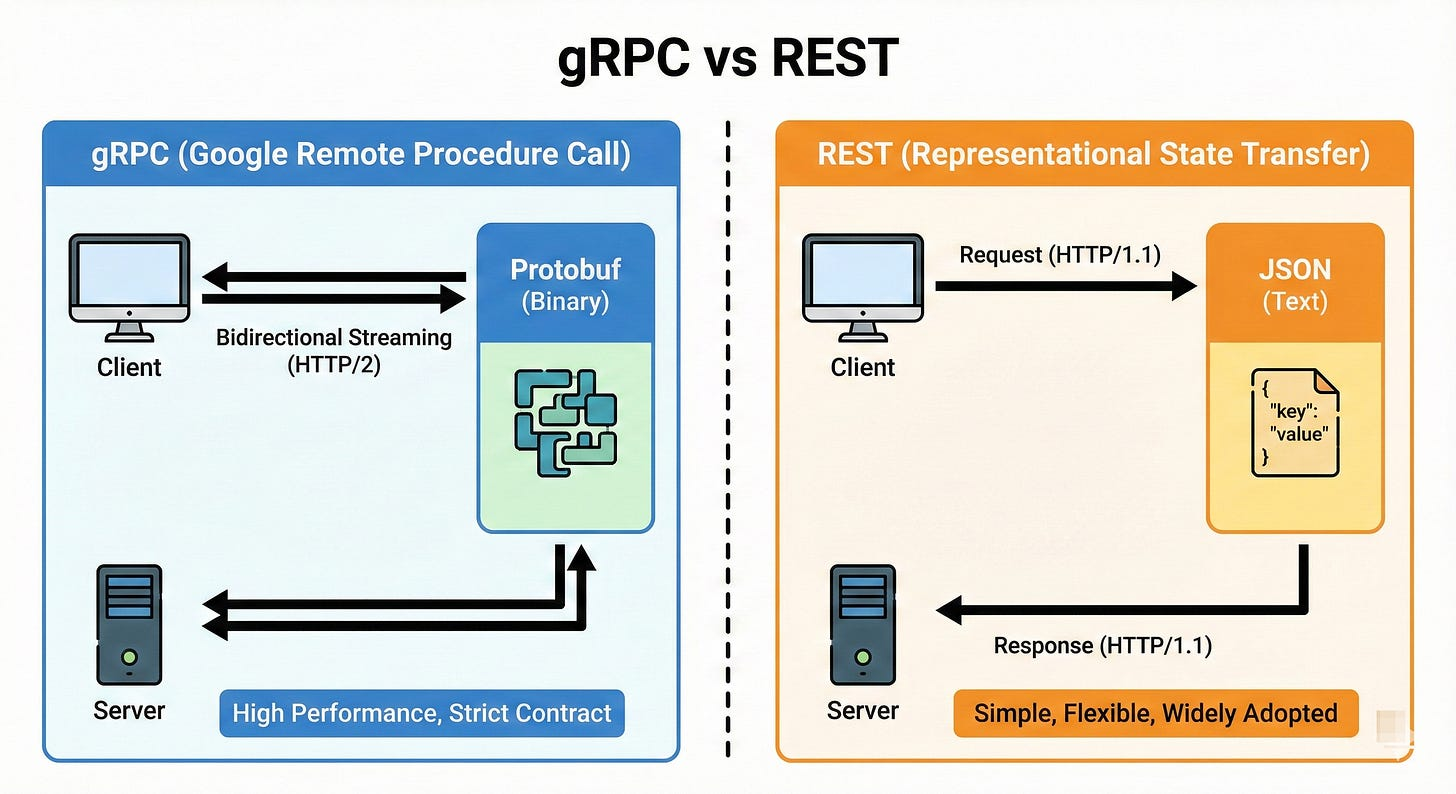 gRPC vs REST
gRPC (Google Remote Procedure Call)
Client
Bidirectional Streaming
(HTTP/2)
Protobuf
(Binary)
Server
High Performance, Strict Contract
REST (Representational State Transfer)
Client
Request (HTTP/1.1)
JSON
(Text)
{
"key":
"value"
}
Response (HTTP/1.1)
Server
Simple, Flexible, Widely Adopted